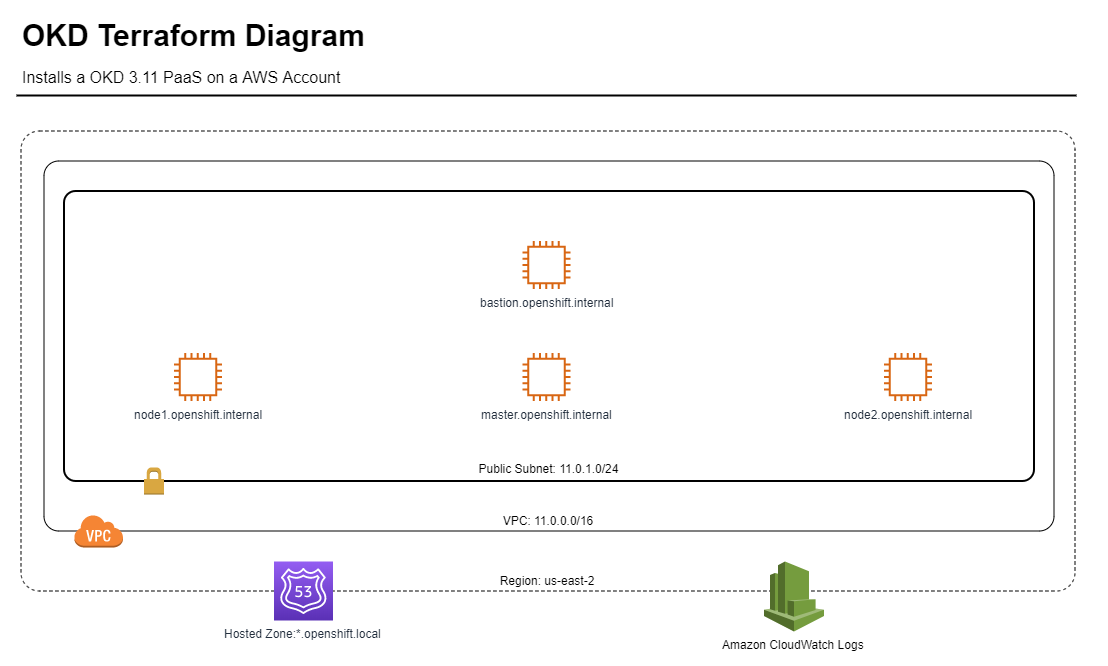 OKD Terraform Diagram
Installs a OKD 3.11 PaaS on a AWS Account
bastion.openshift.internal
node1.openshift.internal
master.openshift.internal
node2.openshift.internal
Public Subnet: 11.0.1.0/24
VPC: 11.0.0.0/16
VPC
Region: us-east-2
53
Hosted Zone:*.openshift.local
Amazon CloudWatch Logs